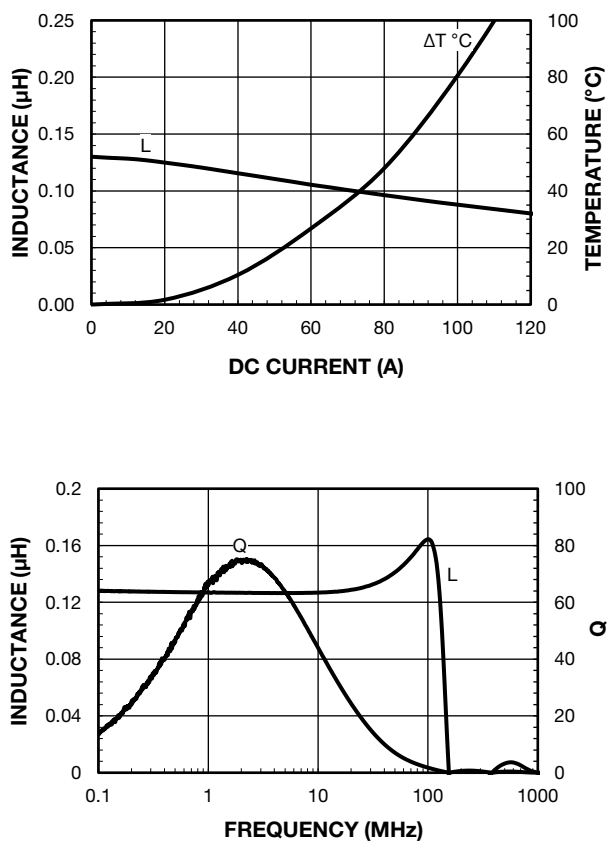 0.25
0.20
0.15
0.10
0.05
0.00
INDUCTANCE (µH)
L
ΔT °C
100
80
60
40
20
0
TEMPERATURE (°C)
0 20 40 60 80 100 120
DC CURRENT (A)
0.2
0.16
0.12
0.08
0.04
0
INDUCTANCE (µH)
Q
L
100
80
60
40
20
0
Q
0.1 1 10 100 1000
FREQUENCY (MHz)